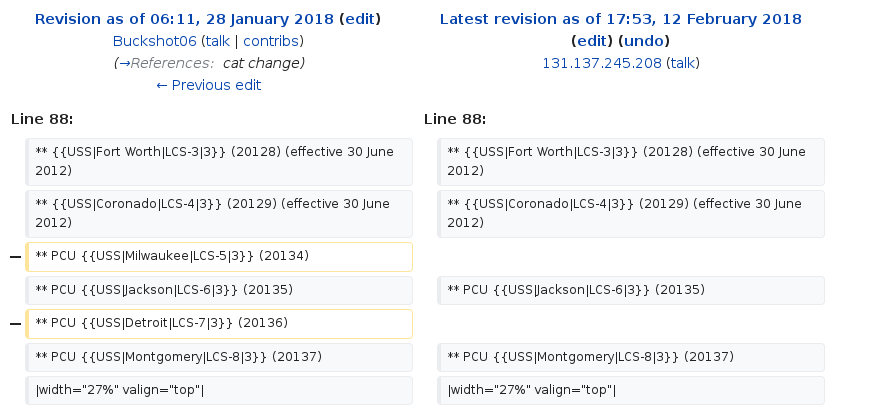 Revision as of 06:11, 28 January 2018 (edit)
Buckshot06 (talk | contribs)
(→References: cat change)
← Previous edit
Latest revision as of 17:53, 12 February 2018
(edit) (undo)
131.137.245.208 (talk)
Line 88:
Line 88:
** {{USS|Fort Worth|LCS-3|3}} (20128) (effective 30 June
2012)
** {{USS|Fort Worth|LCS-3|3}} (20128) (effective 30 June
2012)
** {{USS|Coronado|LCS-4|3}} (20129) (effective 30 June
2012)
** {{USS|Coronado|LCS-4|3}} (20129) (effective 30 June
2012)
− ** PCU {{USS|Milwaukee|LCS-5|3}} (20134)
** PCU {{USS|Jackson|LCS-6|3}} (20135)
** PCU {{USS|Jackson|LCS-6|3}} (20135)
− ** PCU {{USS|Detroit|LCS-7|3}} (20136)
** PCU {{USS|Montgomery|LCS-8|3}} (20137)
** PCU {{USS|Montgomery|LCS-8|3}} (20137)
|width="27%" valign="top"|
|width="27%" valign="top"|